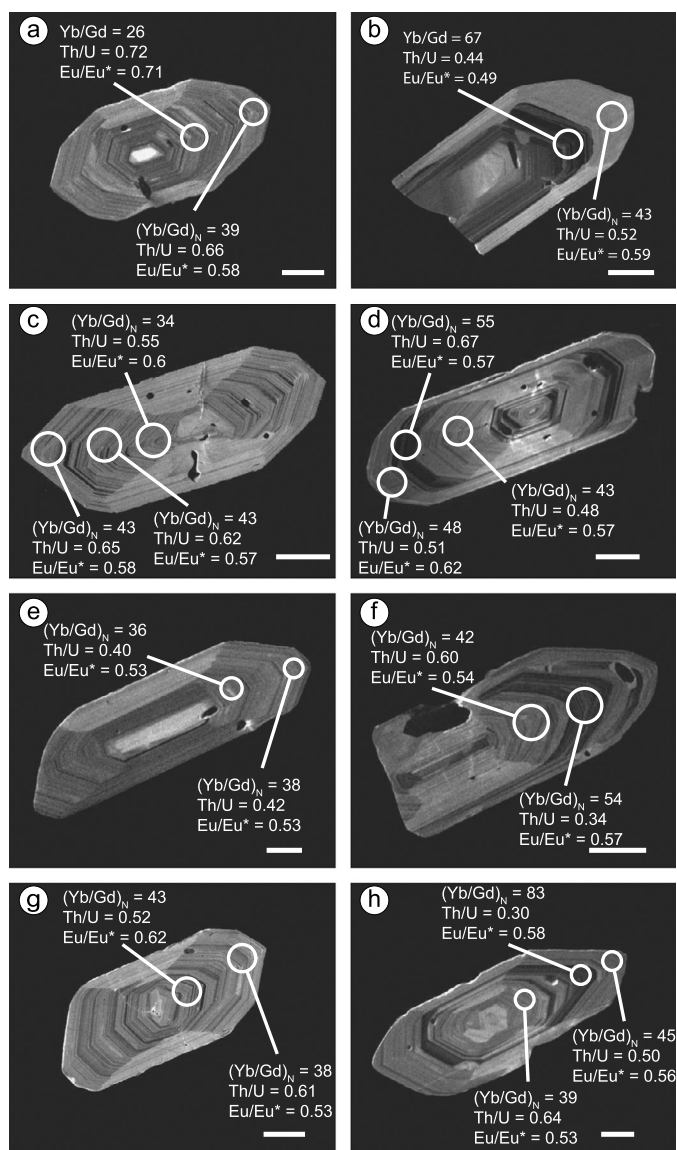 a
Yb/Gd = 26
Th/U = 0.72
Eu/Eu* = 0.71
(Yb/Gd)N = 39
Th/U = 0.66
Eu/Eu* = 0.58
b
Yb/Gd = 67
Th/U = 0.44
Eu/Eu* = 0.49
(Yb/Gd)N = 43
Th/U = 0.52
Eu/Eu* = 0.59
c
(Yb/Gd)N = 34
Th/U = 0.55
Eu/Eu* = 0.6
(Yb/Gd)N = 43
Th/U = 0.65
Eu/Eu* = 0.58
(Yb/Gd)N = 43
Th/U = 0.62
Eu/Eu* = 0.57
d
(Yb/Gd)N = 55
Th/U = 0.67
Eu/Eu* = 0.57
(Yb/Gd)N = 43
Th/U = 0.48
Eu/Eu* = 0.57
(Yb/Gd)N = 48
Th/U = 0.51
Eu/Eu* = 0.62
e
(Yb/Gd)N = 36
Th/U = 0.40
Eu/Eu* = 0.53
(Yb/Gd)N = 38
Th/U = 0.42
Eu/Eu* = 0.53
f
(Yb/Gd)N = 42
Th/U = 0.60
Eu/Eu* = 0.54
(Yb/Gd)N = 54
Th/U = 0.34
Eu/Eu* = 0.57
g
(Yb/Gd)N = 43
Th/U = 0.52
Eu/Eu* = 0.62
(Yb/Gd)N = 38
Th/U = 0.61
Eu/Eu* = 0.53
h
(Yb/Gd)N = 83
Th/U = 0.30
Eu/Eu* = 0.58
(Yb/Gd)N = 45
Th/U = 0.50
Eu/Eu* = 0.56
(Yb/Gd)N = 39
Th/U = 0.64
Eu/Eu* = 0.53